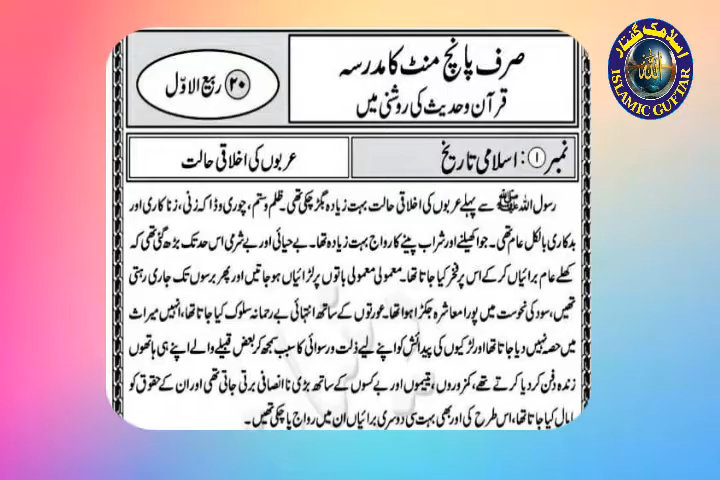 صرف پانچ منٹ کا مدرسہ
قرآن و حدیث کی روشنی میں
۲۰ ربیع الاوّل
نمبر ۱: اسلامی تاریخ
عربوں کی اخلاقی حالت
رسول اللہ ﷺ سے پہلے عربوں کی اخلاقی حالت بہت زیادہ بگڑ چکی تھی۔ ظلم و ستم، چوری و ڈاکہ زنی، زنا کاری اور
بدکاری بالکل عام تھی۔ جوا کھیلنے اور شراب پینے کا رواج بہت زیادہ تھا۔ بے حیائی اور بے شرمی اس حد تک بڑھ گئی تھی کہ
کھلے عام برائیاں کر کے اس پر فخر کیا جاتا تھا۔ معمولی معمولی باتوں پر لڑائیاں ہو جاتیں اور پھر برسوں تک جاری رہتی
تھیں، سود کی نحوست میں پورا معاشرہ جکڑا ہوا تھا۔ عورتوں کے ساتھ انتہائی بے رحمانہ سلوک کیا جاتا تھا، انہیں میراث
میں حصہ نہیں دیا جاتا تھا اور لڑکیوں کی پیدائش کو اپنے لیے ذلت و رسوائی کا سبب سمجھ کر بعض قبیلے والے اپنے ہی ہاتھوں
زندہ دفن کر دیا کرتے تھے، کمزوروں، یتیموں اور بے کسوں کے ساتھ بڑی نا انصافی برتی جاتی تھی اور ان کے حقوق کو
پامال کیا جاتا تھا، اس طرح کی اور بھی بہت سی دوسری برائیاں ان میں رواج پا چکی تھیں۔
اسلامک گفتار
اللہ
ISLAMIC GUFTAR